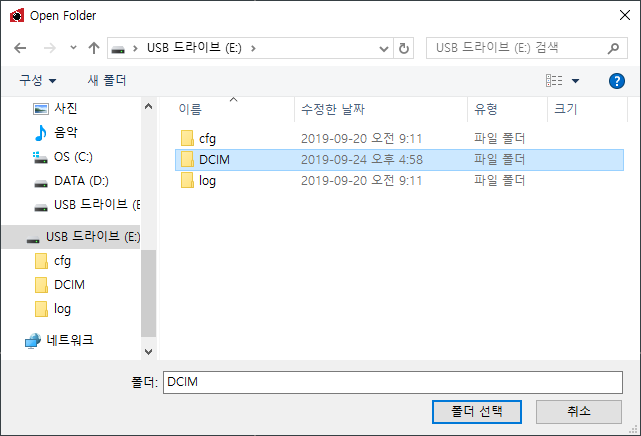 Open Folder
USB 드라이브 (E:)
USB 드라이브 (E:) 검색
구성 새 폴더
이름 수정한 날짜 유형 크기
cfg 2019-09-20 오전 9:11 파일 폴더
DCIM 2019-09-24 오후 4:58 파일 폴더
log 2019-09-20 오전 9:11 파일 폴더
사진
음악
OS (C:)
DATA (D:)
USB 드라이브 (E
USB 드라이브 (E:)
cfg
DCIM
log
네트워크
폴더: DCIM
폴더 선택 취소